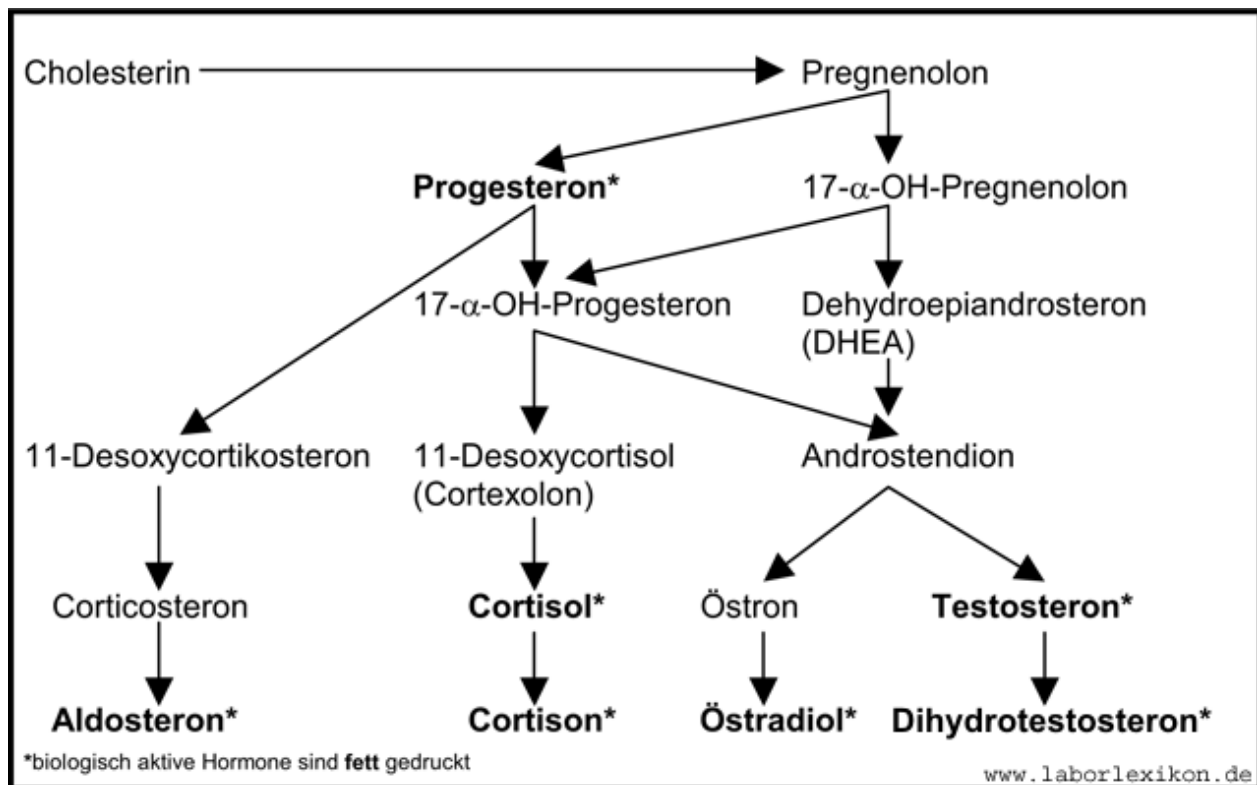 Cholesterin
Pregnenolon
Progesteron*
17-α-OH-Pregnenolon
17-α-OH-Progesteron
Dehydroepiandrosteron
(DHEA)
11-Desoxycortikosteron
11-Desoxycortisol
(Cortexolon)
Androstendion
Corticosteron
Cortisol*
Östron
Testosteron*
Aldosteron*
Cortison*
Östradiol*
Dihydrotestosteron*
*biologisch aktive Hormone sind fett gedruckt
www.laborlexikon.de